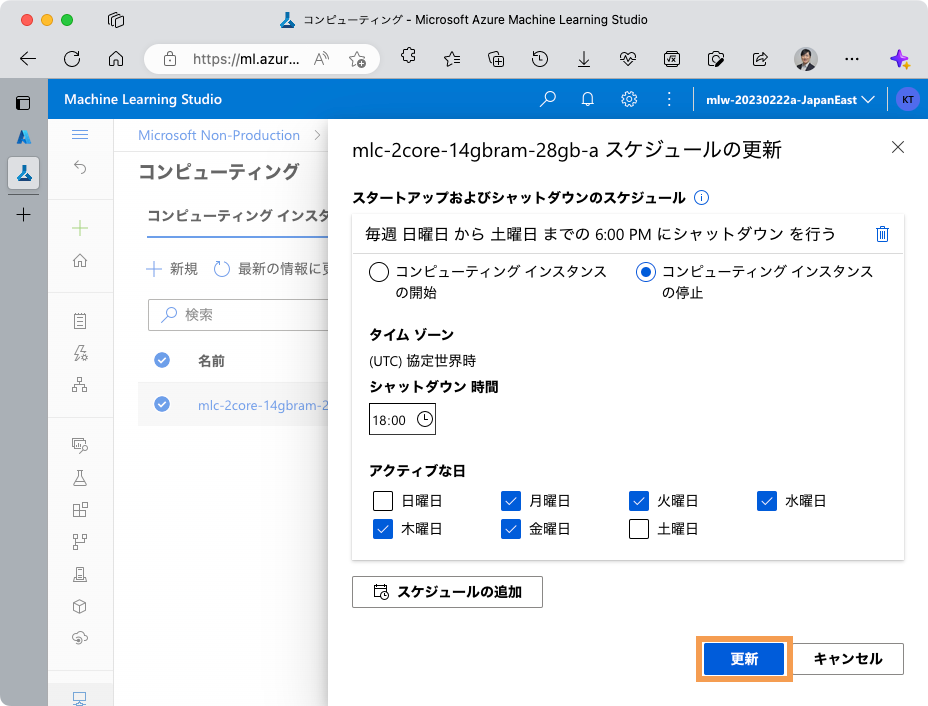 コンピューティング - Microsoft Azure Machine Learning Studio
https://ml.azur...
Machine Learning Studio
mlw-20230222a-JapanEast
KT
Microsoft Non-Production
コンピューティング
コンピューティング インスタ
新規
最新の情報に更
検索
名前
mlc-2core-14gbram-2
mlc-2core-14gbram-28gb-a スケジュールの更新
スタートアップおよびシャットダウンのスケジュール
毎週 日曜日 から 土曜日 までの 6:00 PM にシャットダウン を行う
コンピューティング インスタンス
の開始
コンピューティング インスタンス
の停止
タイム ゾーン
(UTC) 協定世界時
シャットダウン 時間
18:00
アクティブな日
日曜日 月曜日 火曜日 水曜日
木曜日 金曜日 土曜日
スケジュールの追加
更新 キャンセル